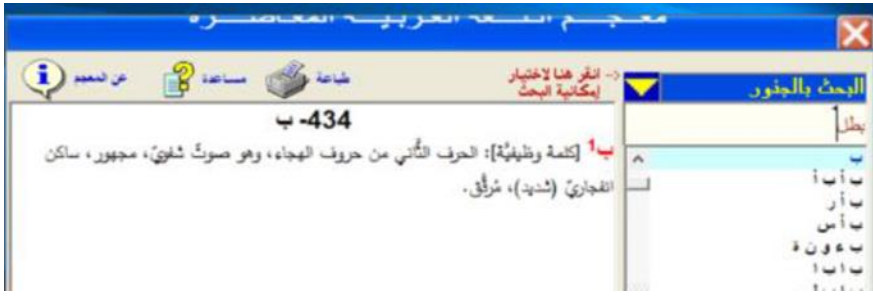 معجم اللغة العربية المعاصرة
البحث بالجذور
<- انقر هنا لاختيار
إمكانية البحث
طباعة
مساعدة
عن المعجم
بطل
434- ب
ب1 [كلمة وظيفيَّة]: الحرف الثَّاني من حروف الهجاء، وهو صوتٌ شفويّ، مجهور، ساكن
انفجاريّ (شديد)، مُرقَّق.
ب
ب أ ب أ
ب أ ر
ب أ س
ب ع و ن ة
ب ا ب ا